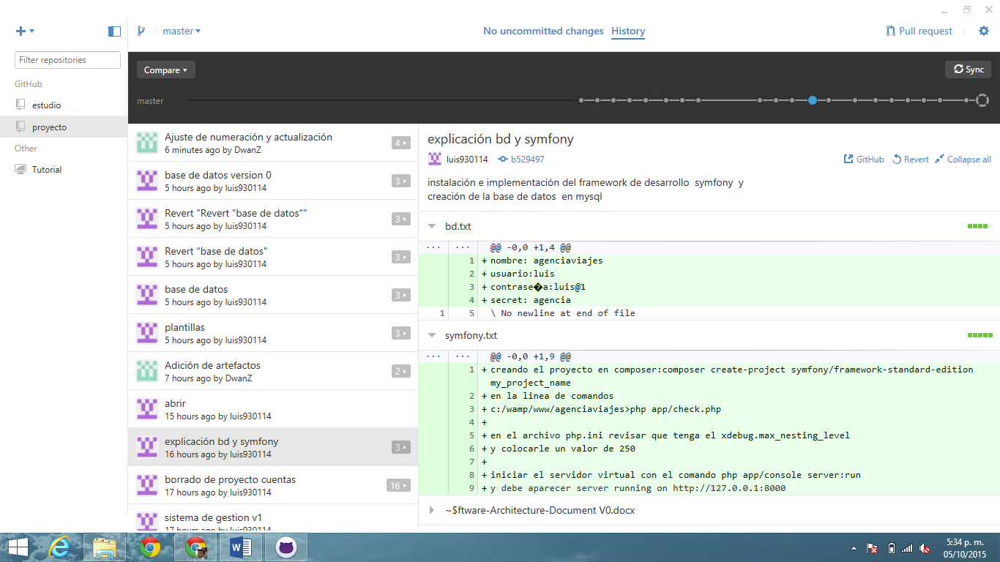 master
No uncommitted changes
History
Pull request
Filter repositories
GitHub
estudio
proyecto
Other
Tutorial
Compare
Sync
master
Ajuste de numeración y actualización
6 minutes ago by DwanZ
4
base de datos version 0
5 hours ago by luis930114
3
Revert "Revert "base de datos""
5 hours ago by luis930114
3
Revert "base de datos"
5 hours ago by luis930114
3
base de datos
5 hours ago by luis930114
3
plantillas
5 hours ago by luis930114
3
Adición de artefactos
7 hours ago by DwanZ
2
abrir
15 hours ago by luis930114
explicación bd y symfony
16 hours ago by luis930114
3
borrado de proyecto cuentas
17 hours ago by luis930114
16
sistema de gestion v1
17 hours ago by luis930114
explicación bd y symfony
luis930114 b529497
GitHub Revert Collapse all
instalación e implementación del framework de desarrollo symfony y
creación de la base de datos en mysql
bd.txt
... ... @@ -0,0 +1,4 @@
1 + nombre: agenciaviajes
2 + usuario:luis
3 + contrase�a:luis@1
4 + secret: agencia
1 5 \ No newline at end of file
symfony.txt
... ... @@ -0,0 +1,9 @@
1 + creando el proyecto en composer:composer create-project symfony/framework-standard-edition
my_project_name
2 + en la linea de comandos
3 + c:/wamp/www/agenciaviajes>php app/check.php
4 +
5 + en el archivo php.ini revisar que tenga el xdebug.max_nesting_level
6 + y colocarle un valor de 250
7 +
8 + iniciar el servidor virtual con el comando php app/console server:run
9 + y debe aparecer server running on http://127.0.0.1:8000
~$ftware-Architecture-Document V0.docx
5:34 p. m.
05/10/2015